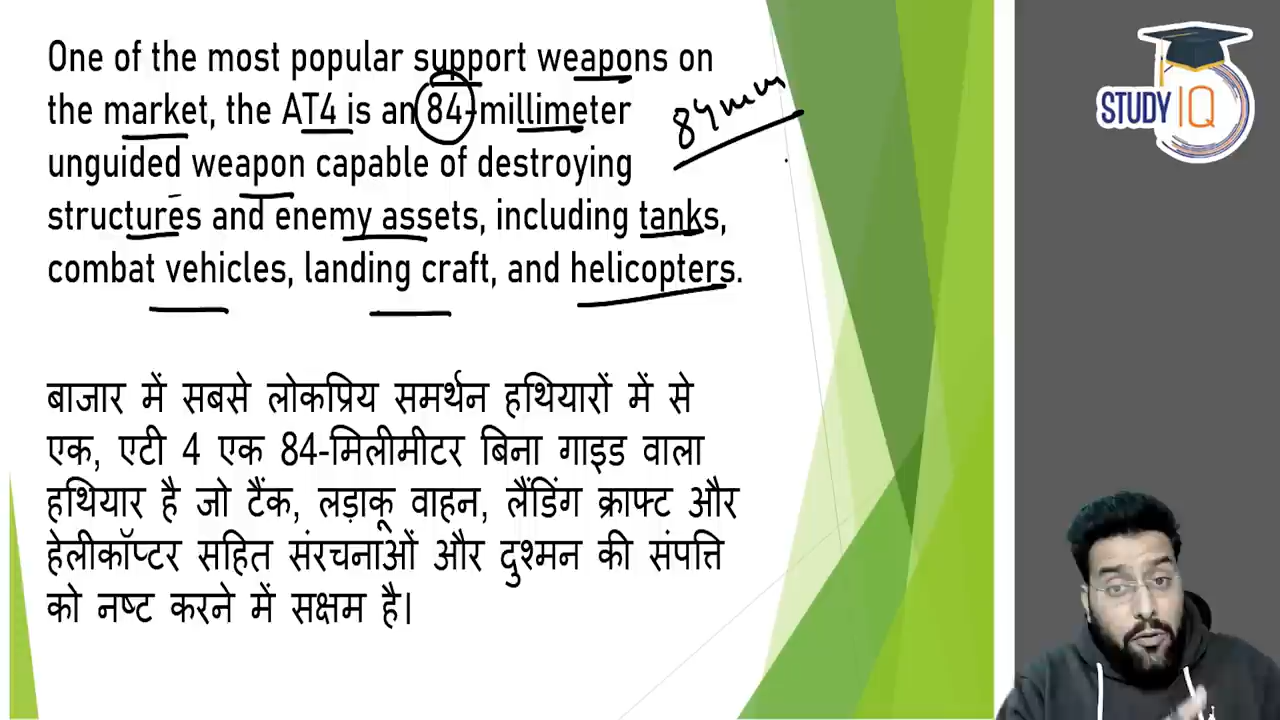 One of the most popular support weapons on
the market, the AT4 is an 84-millimeter
unguided weapon capable of destroying
structures and enemy assets, including tanks,
combat vehicles, landing craft, and helicopters.
84mm
बाजार में सबसे लोकप्रिय समर्थन हथियारों में से
एक, एटी 4 एक 84-मिलीमीटर बिना गाइड वाला
हथियार है जो टैंक, लड़ाकू वाहन, लैंडिंग क्राफ्ट और
हेलीकॉप्टर सहित संरचनाओं और दुश्मन की संपत्ति
को नष्ट करने में सक्षम है।
STUDY IQ